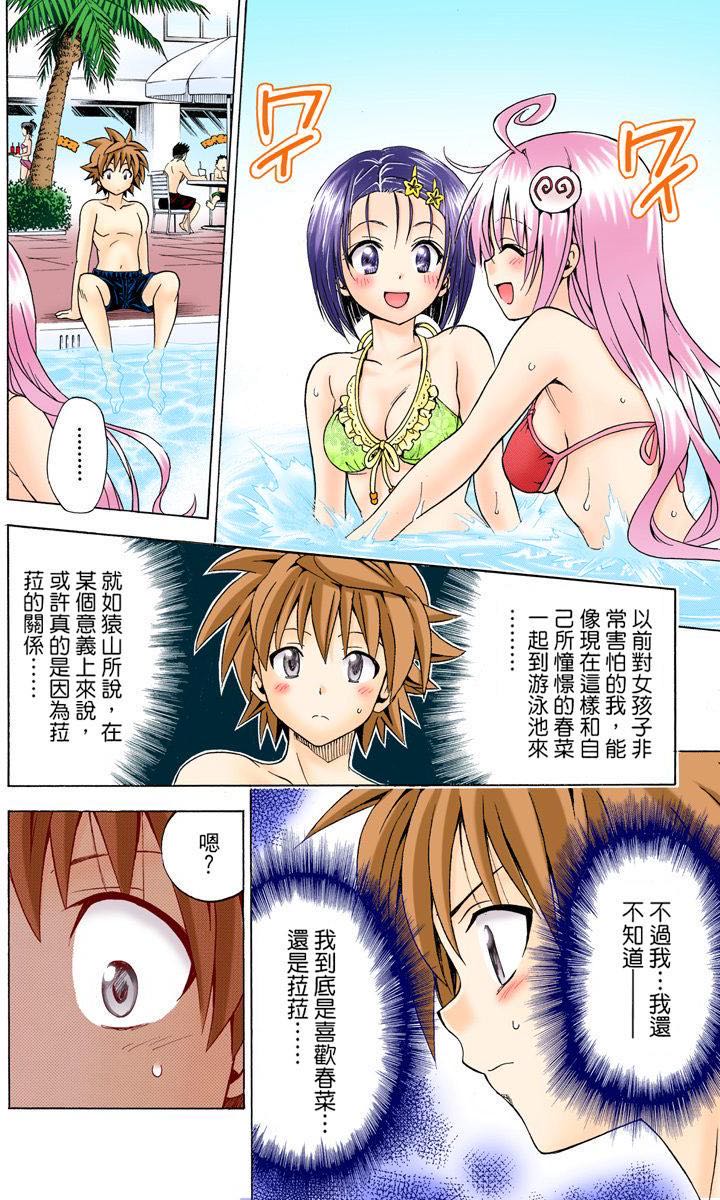 ワイ
ワイ
………
以前對女孩子非
常害怕的我，能
像現在這樣和自
己所憧憬的春菜
一起到游泳池來
………
就如猿山所說，在
某個意義上來說，
或許真的是因為菈
菈的關係……
不過我…我還
不知道——
我到底是喜歡春菜…
還是菈菈……
嗯？